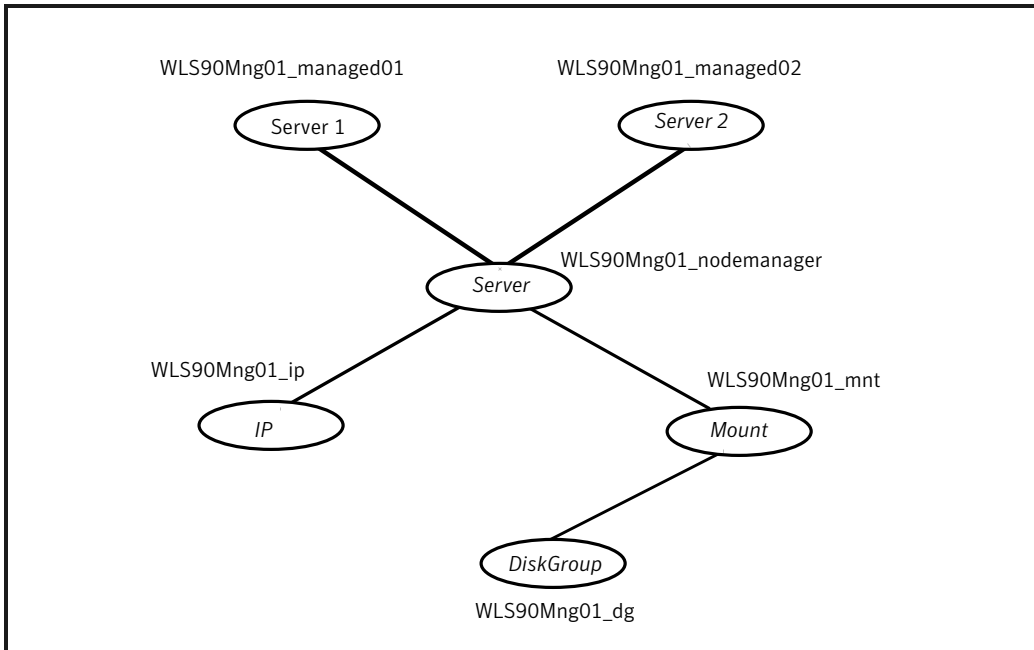 WLS90Mng01_managed01
WLS90Mng01_managed02
Server 1
Server 2
WLS90Mng01_nodemanager
Server
WLS90Mng01_ip
WLS90Mng01_mnt
IP
Mount
DiskGroup
WLS90Mng01_dg